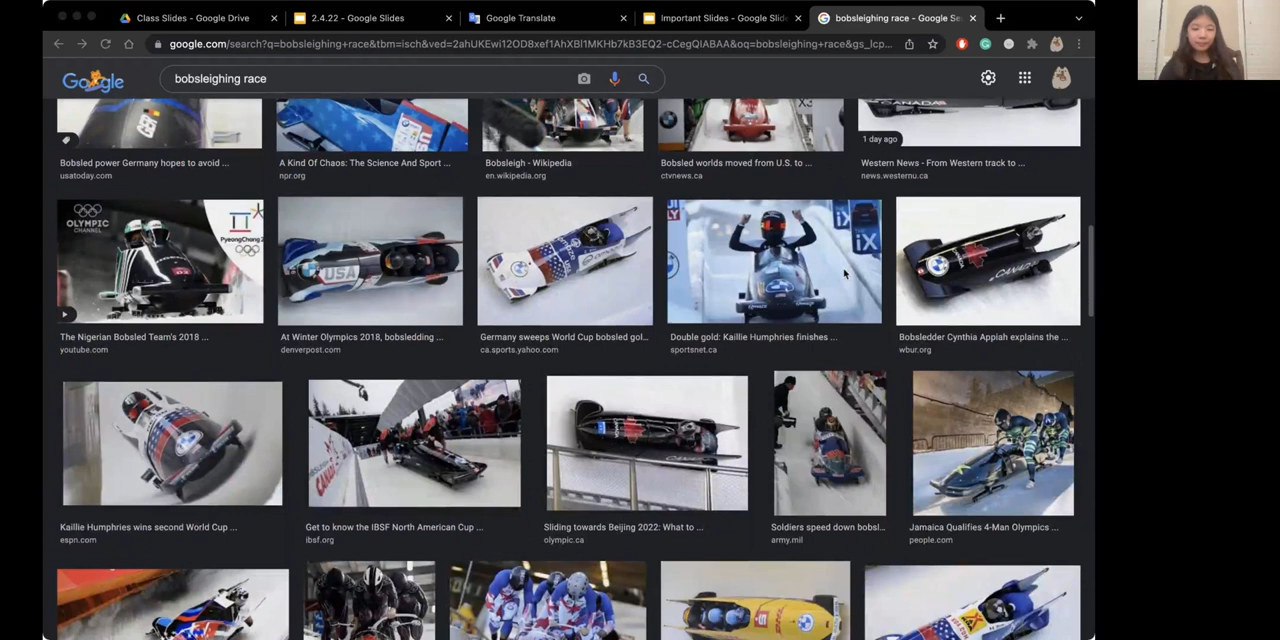 Class Slides - Google Drive
2.4.22 - Google Slides
Google Translate
Important Slides - Google Slide
bobsleighing race - Google Se
google.com/search?q=bobsleighing+race&tbm=isch&ved=2ahUKEwi12OD8xef1AhXBl1MKHb7kB3EQ2-cCegQIABAA&oq=bobsleighing+race&gs_lcp...
Google
bobsleighing race
CANADA
1 day ago
Bobsled power Germany hopes to avoid ...
A Kind Of Chaos: The Science And Sport ...
Bobsleigh - Wikipedia
Bobsled worlds moved from U.S. to ...
Western News - From Western track to ...
usatoday.com
npr.org
en.wikipedia.org
ctvnews.ca
news.westernu.ca
OLYMPIC
CHANNEL
PyeongChang
USA
iX
iX
CANADA
The Nigerian Bobsled Team's 2018 ...
At Winter Olympics 2018, bobsledding ...
Germany sweeps World Cup bobsled gol...
Double gold: Kaillie Humphries finishes ...
Bobsledder Cynthia Appiah explains the ...
youtube.com
denverpost.com
ca.sports.yahoo.com
sportsnet.ca
wbur.org
Kaillie Humphries wins second World Cup ...
Get to know the IBSF North American Cup ...
Sliding towards Beijing 2022: What to ...
Soldiers speed down bobsl...
Jamaica Qualifies 4-Man Olympics ...
espn.com
ibsf.org
olympic.ca
army.mil
people.com